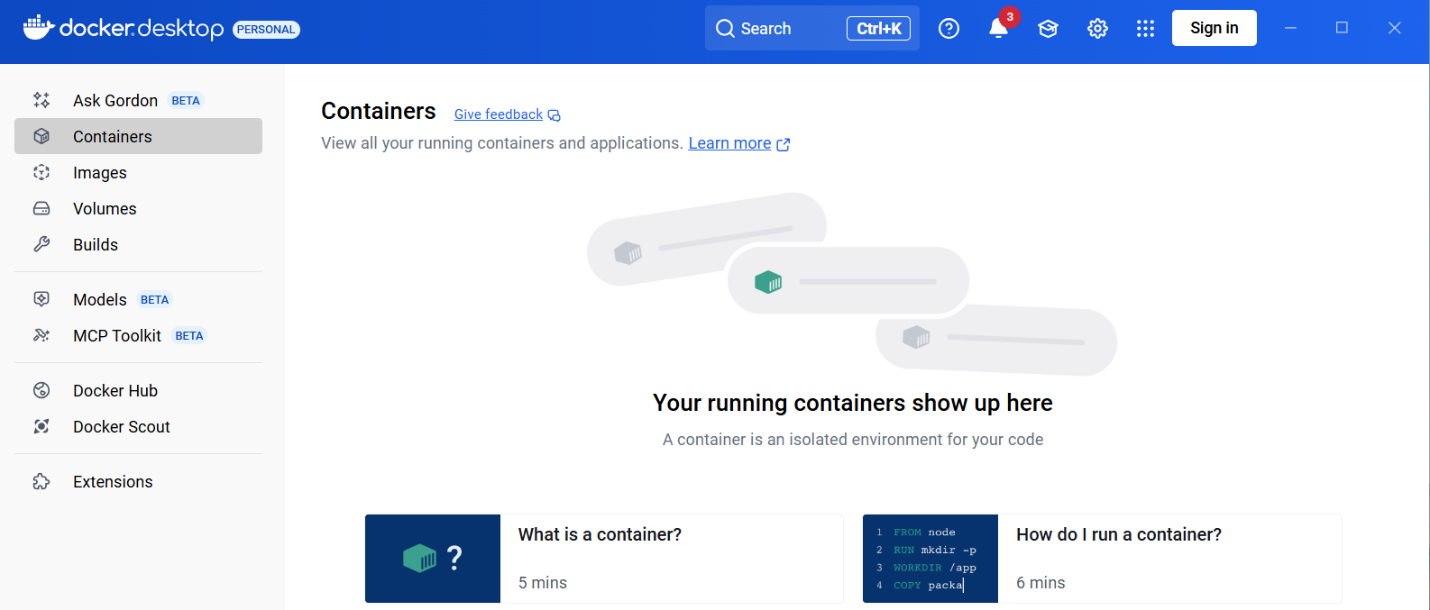 docker.desktop PERSONAL
Search Ctrl+K
3
Sign in
Ask Gordon BETA
Containers
Images
Volumes
Builds
Models BETA
MCP Toolkit BETA
Docker Hub
Docker Scout
Extensions
Containers Give feedback
View all your running containers and applications. Learn more
Your running containers show up here
A container is an isolated environment for your code
?
What is a container?
5 mins
1 FROM node
2 RUN mkdir -p
3 WORKDIR /app
4 COPY packa
How do I run a container?
6 mins